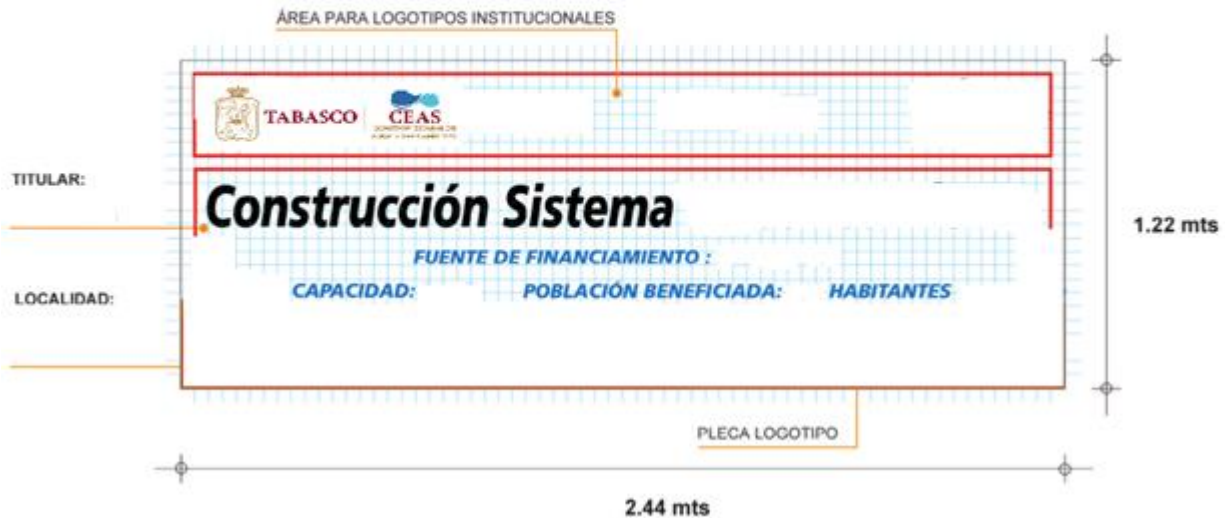 ÁREA PARA LOGOTIPOS INSTITUCIONALES
TABASCO
CEAS
TITULAR:
Construcción Sistema
1.22 mts
FUENTE DE FINANCIAMIENTO :
LOCALIDAD:
CAPACIDAD: POBLACIÓN BENEFICIADA: HABITANTES
PLECA LOGOTIPO
2.44 mts